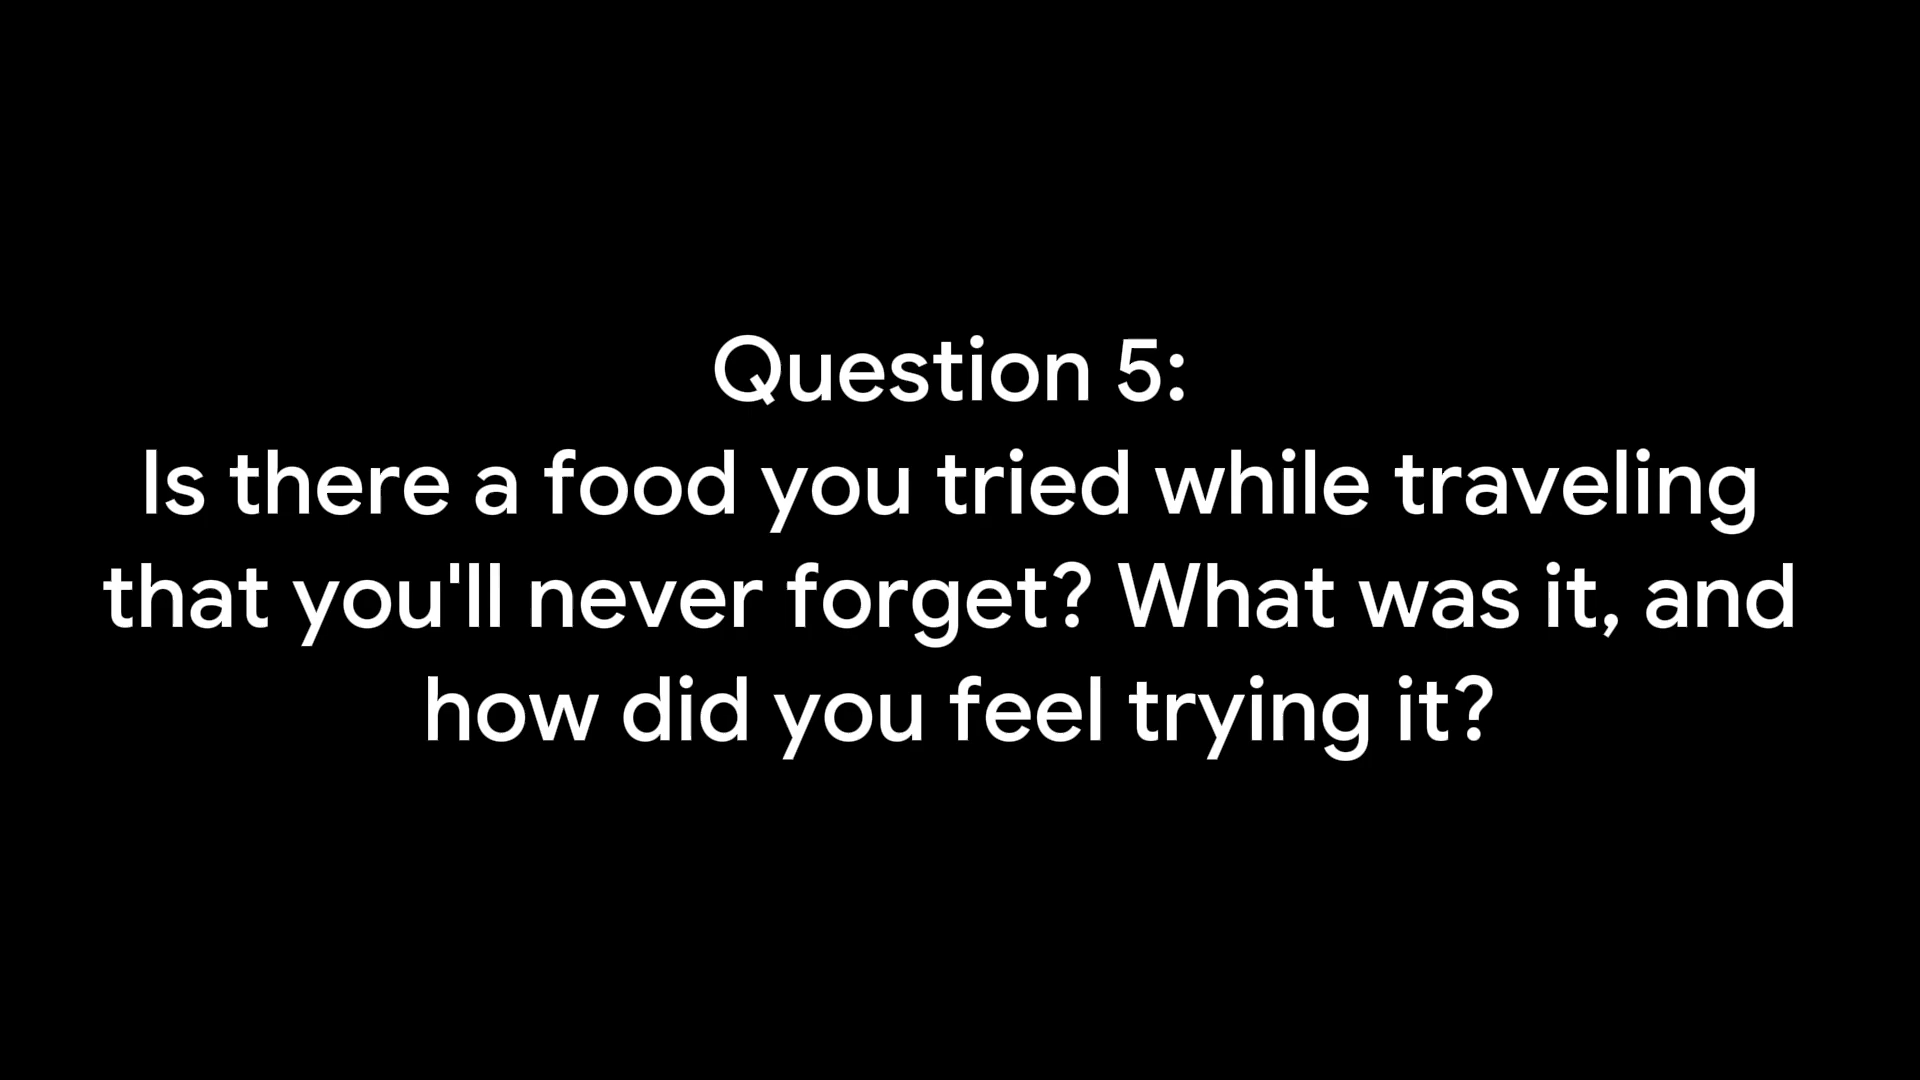 Question 5:
Is there a food you tried while traveling
that you'll never forget? What was it, and
how did you feel trying it?